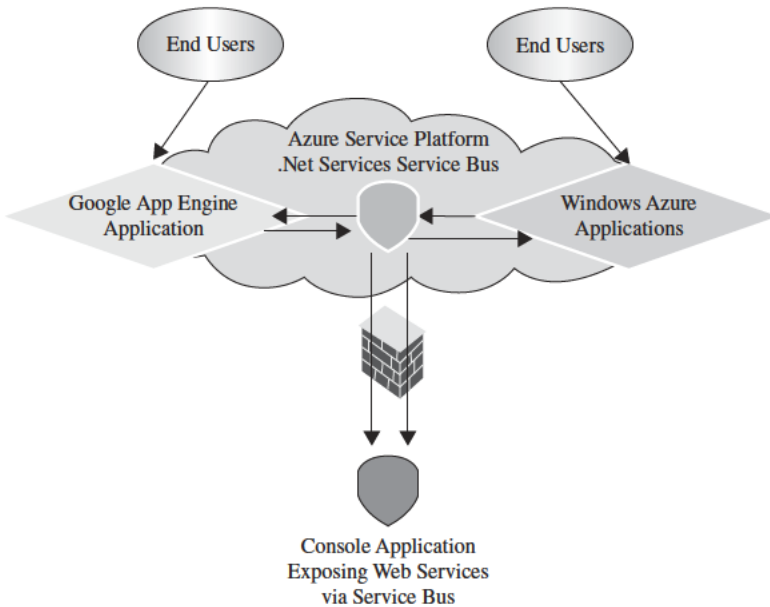 End Users
End Users
Azure Service Platform
.Net Services Service Bus
Google App Engine
Application
Windows Azure
Applications
Console Application
Exposing Web Services
via Service Bus